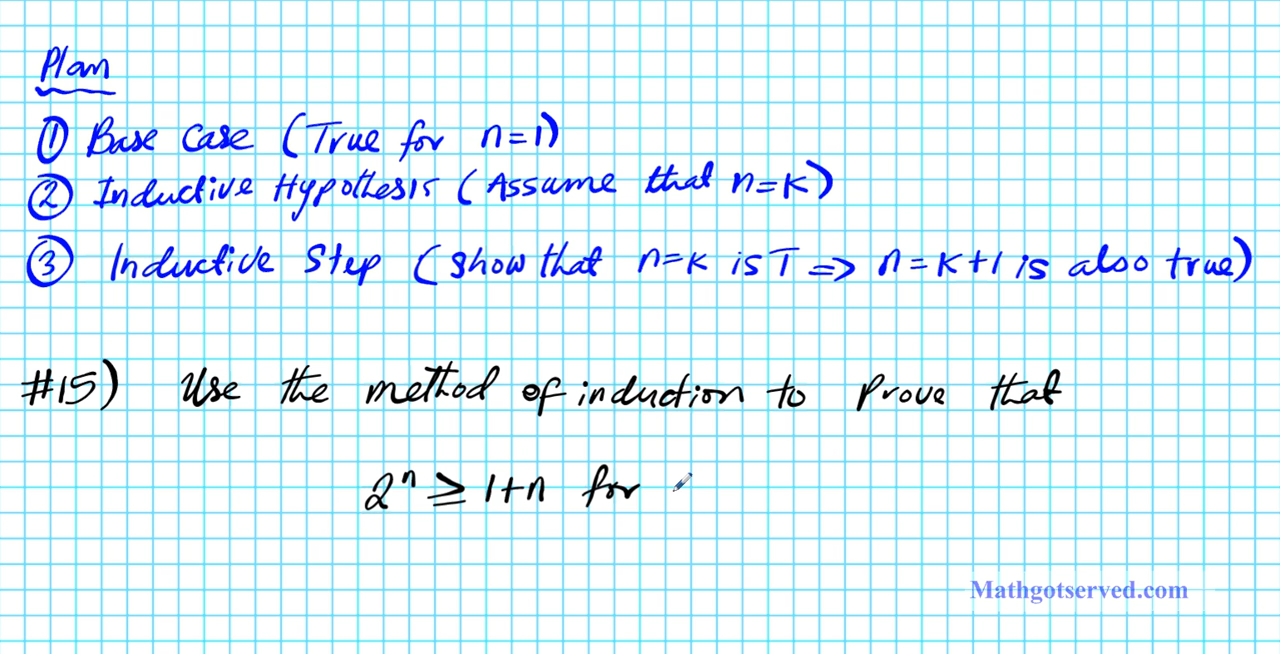 Plan
① Base Case (True for n=1)
② Inductive Hypothesis (Assume that n=K)
③ Inductive Step (show that n=K is T => n=K+1 is also true)
#15) Use the method of induction to Prove that
2ⁿ ≥ 1+n for
Mathgotserved.com